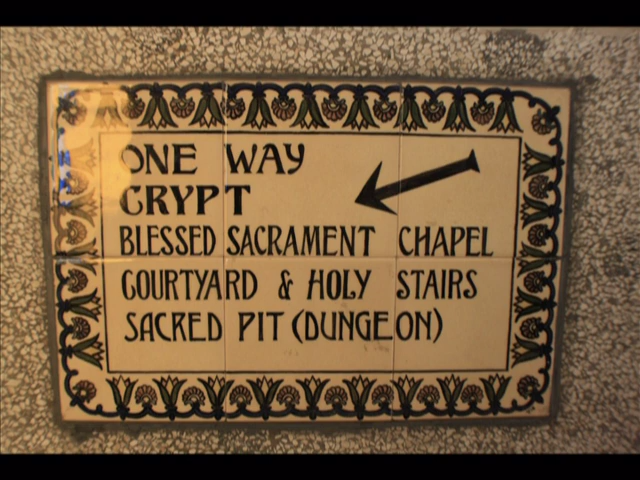 ONE WAY
CRYPT
BLESSED SACRAMENT CHAPEL
COURTYARD & HOLY STAIRS
SACRED PIT (DUNGEON)